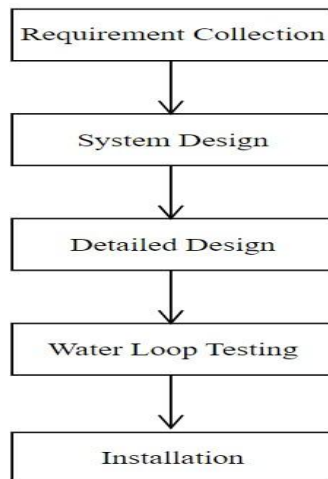 Requirement Collection
System Design
Detailed Design
Water Loop Testing
Installation